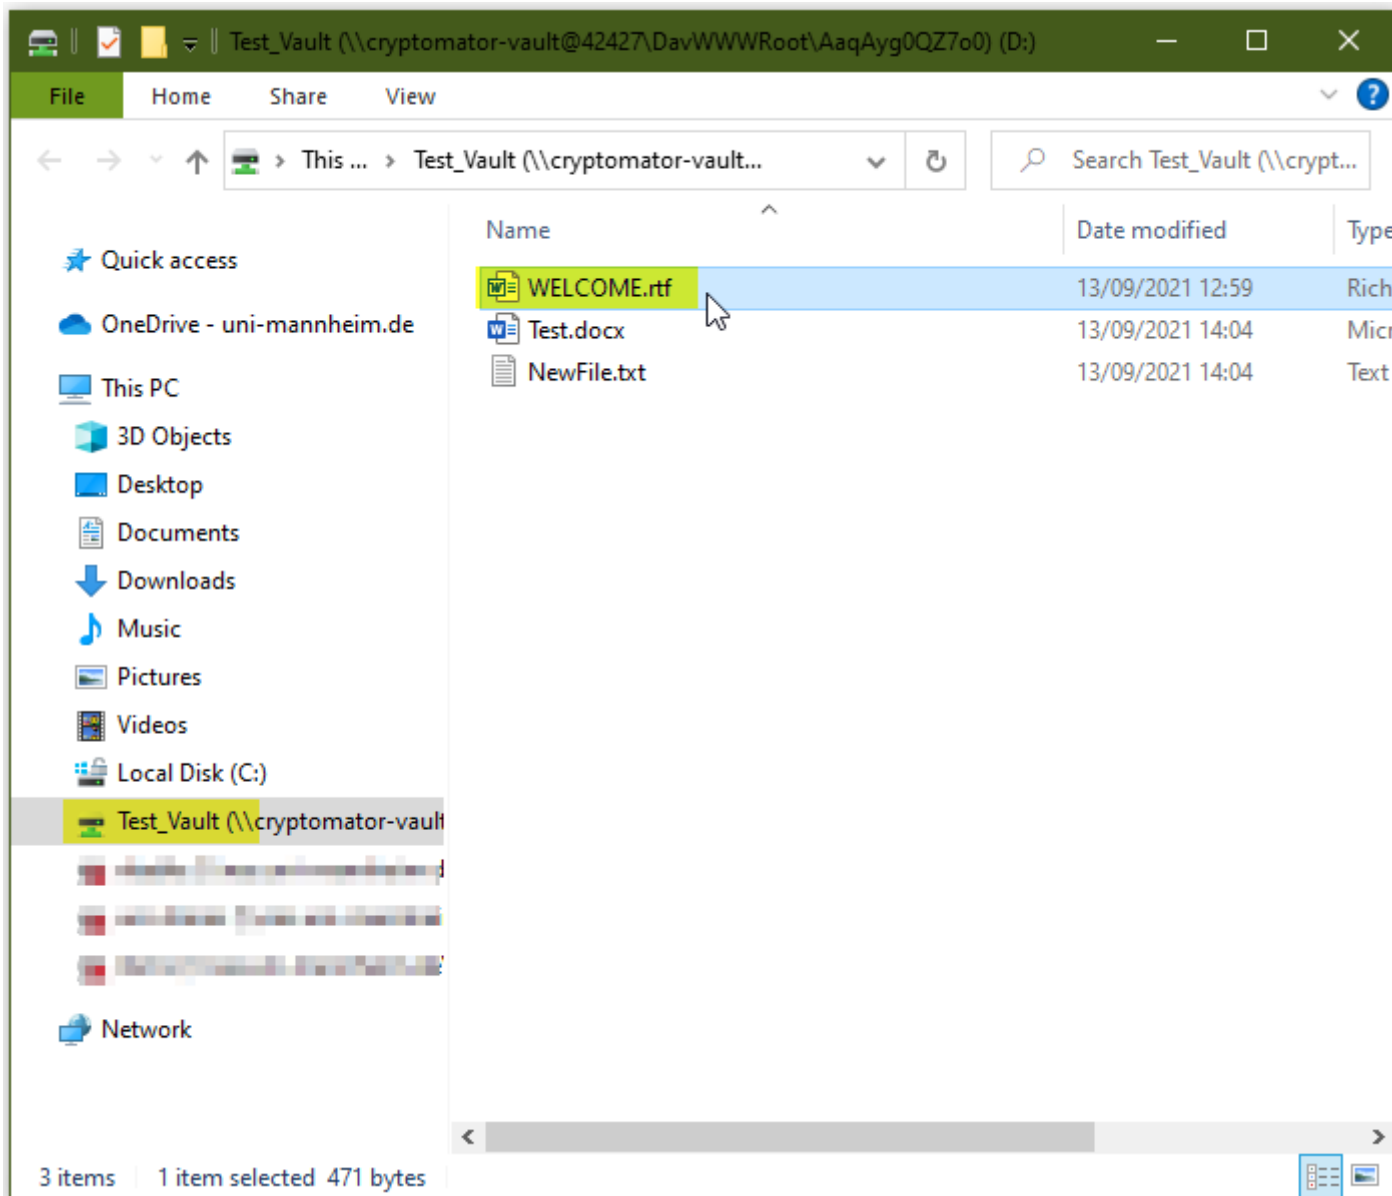 Test_Vault (\\cryptomator-vault@42427\DavWWWRoot\AaqAyg0QZ7o0) (D:)
File Home Share View
This ... Test_Vault (\\cryptomator-vault... Search Test_Vault (\\crypt...
Name Date modified Type
Quick access
OneDrive - uni-mannheim.de
This PC
3D Objects
Desktop
Documents
Downloads
Music
Pictures
Videos
Local Disk (C:)
Test_Vault (\\cryptomator-vault
Network
WELCOME.rtf 13/09/2021 12:59 Rich
Test.docx 13/09/2021 14:04 Micr
NewFile.txt 13/09/2021 14:04 Text
3 items 1 item selected 471 bytes